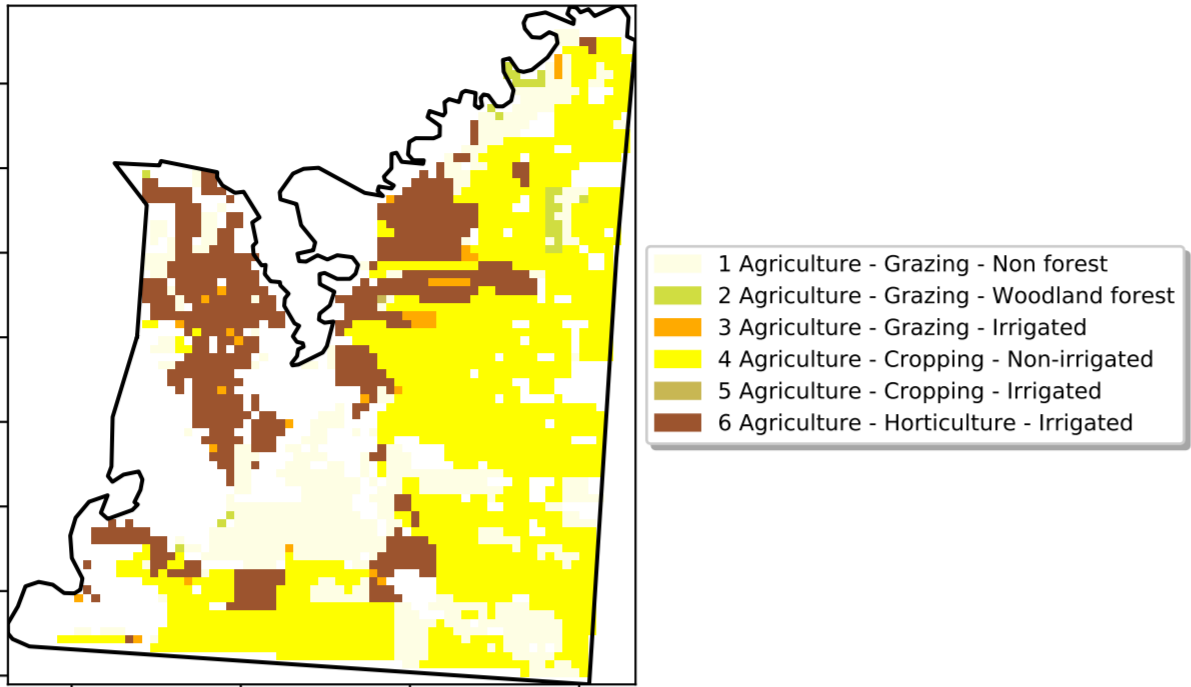 1 Agriculture - Grazing - Non forest
2 Agriculture - Grazing - Woodland forest
3 Agriculture - Grazing - Irrigated
4 Agriculture - Cropping - Non-irrigated
5 Agriculture - Cropping - Irrigated
6 Agriculture - Horticulture - Irrigated